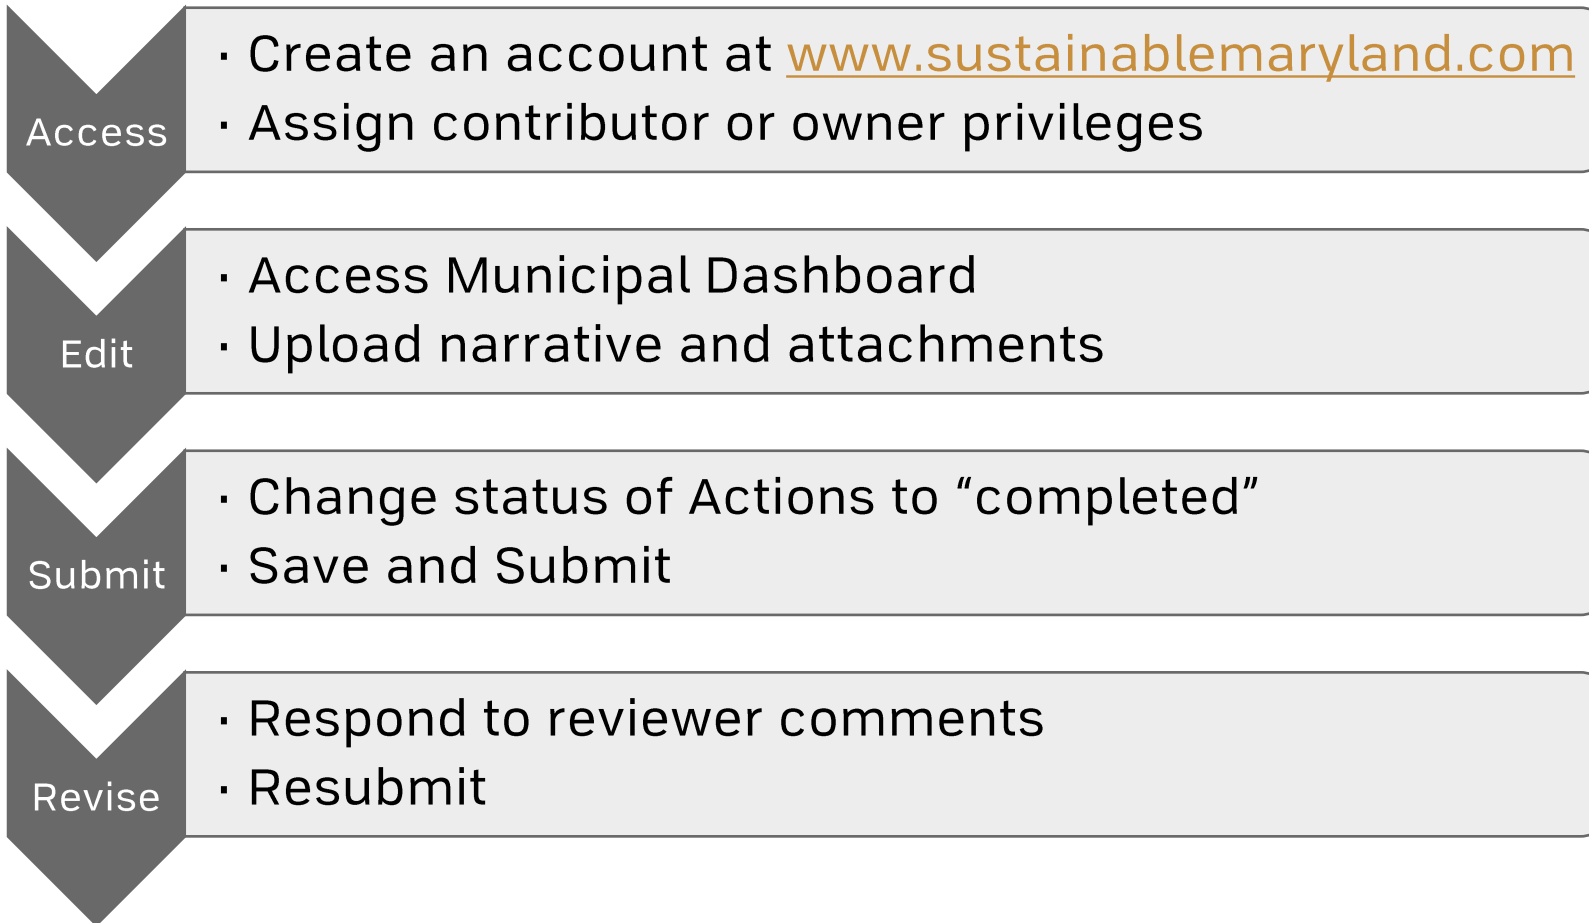 Access
· Create an account at www.sustainablemaryland.com
· Assign contributor or owner privileges
Edit
· Access Municipal Dashboard
· Upload narrative and attachments
Submit
· Change status of Actions to “completed”
· Save and Submit
Revise
· Respond to reviewer comments
· Resubmit